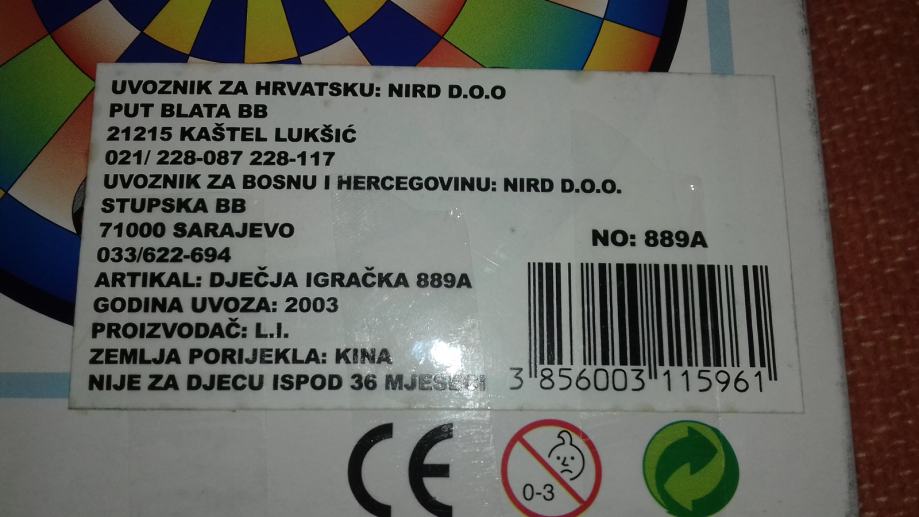 UVOZNIK ZA HRVATSKU: NIRD D.O.O
PUT BLATA BB
21215 KAŠTEL LUKŠIĆ
021/ 228-087 228-117
UVOZNIK ZA BOSNU I HERCEGOVINU: NIRD D.O.O.
STUPSKA BB
71000 SARAJEVO
033/622-694
ARTIKAL: DJEČJA IGRAČKA 889A
GODINA UVOZA: 2003
PROIZVODAČ: L.I.
ZEMLJA PORIJEKLA: KINA
NIJE ZA DJECU ISPOD 36 MJESECI
NO: 889A
3 856003 115961
CE
0-3